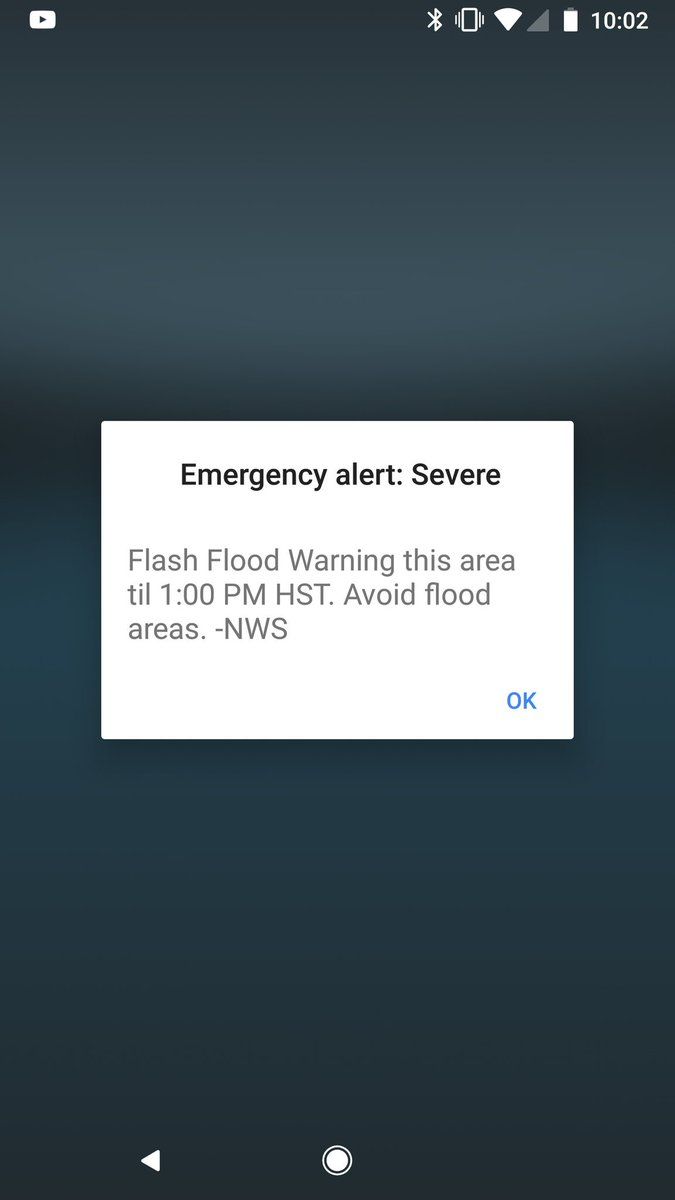 10:02
Emergency alert: Severe
Flash Flood Warning this area
til 1:00 PM HST. Avoid flood
areas. -NWS
OK